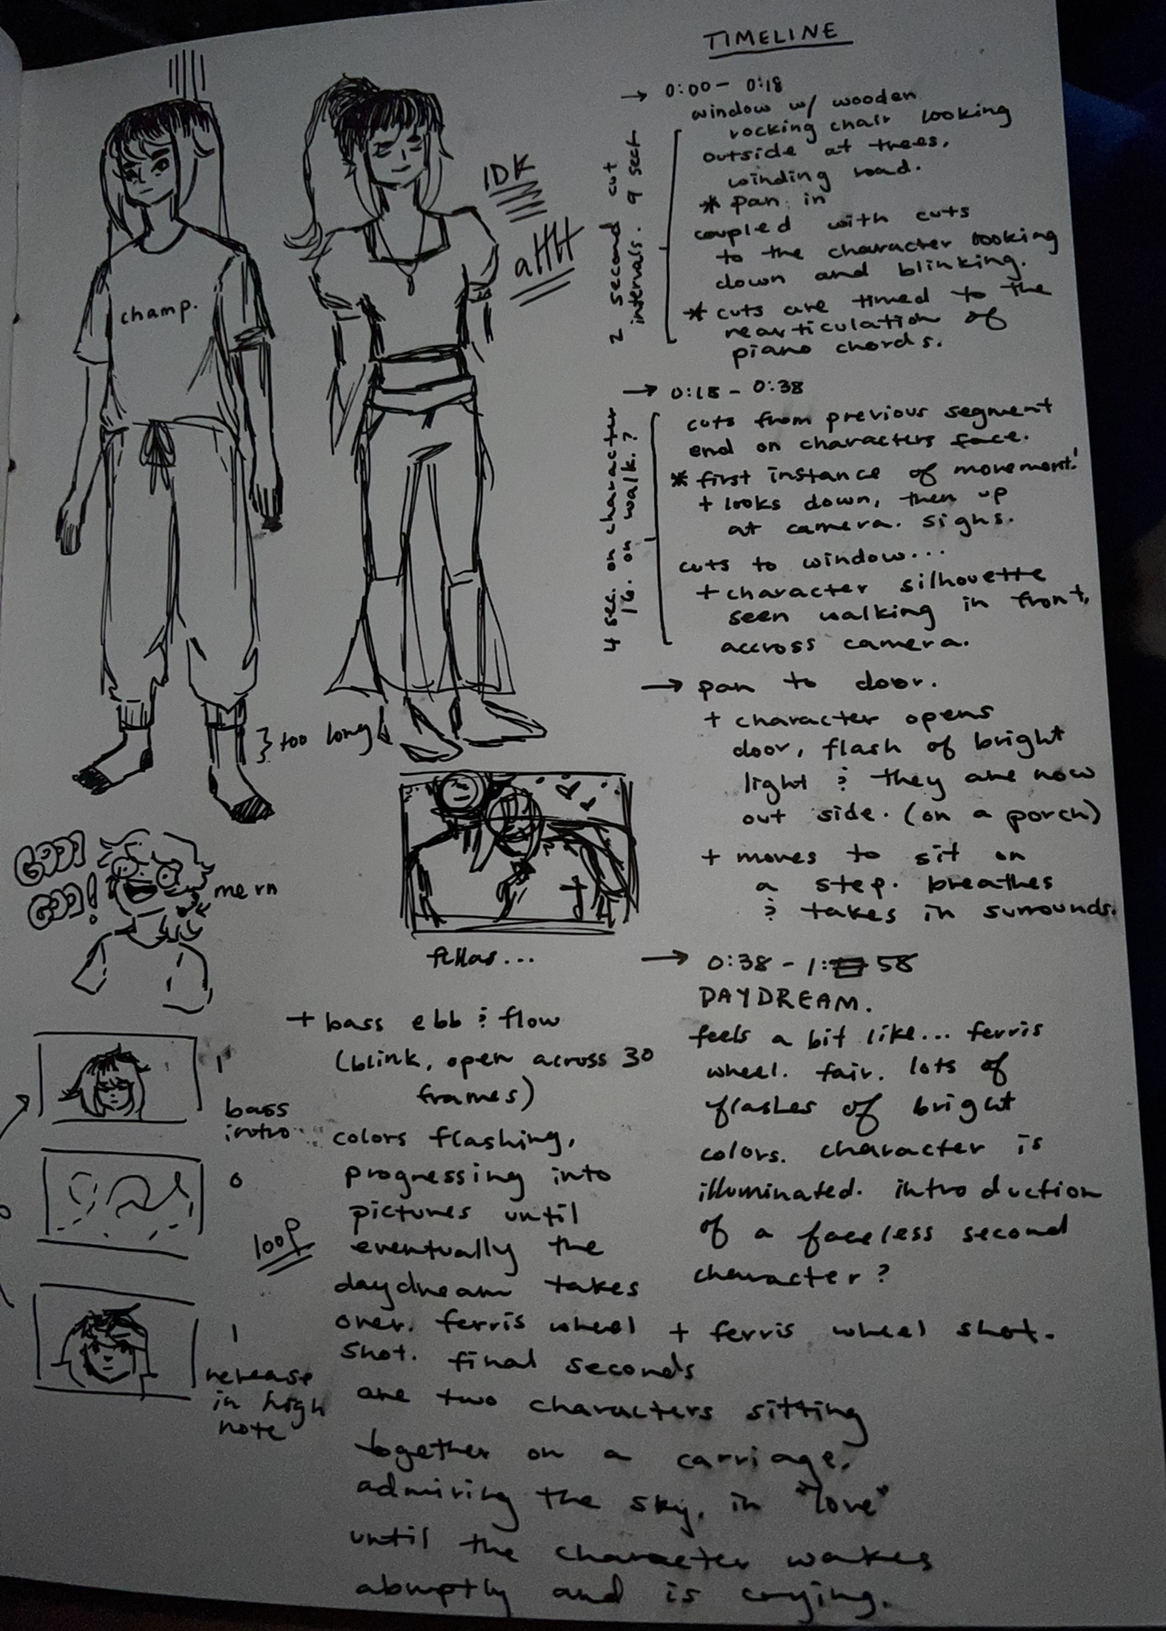 TIMELINE
→ 0:00 - 0:18
window w/ wooden
rocking chair looking
outside at trees,
winding road.
* pan in
coupled with cuts
to the character looking
down and blinking.
* cuts are timed to the
rearticulation of
piano chords.
2 second cut
intervals. 9 sect
→ 0:18 - 0:38
cuts from previous segment
end on characters face.
* first instance of movement!
+ looks down, then up
at camera. sighs.
cuts to window...
+ character silhouette
seen walking in front,
accross camera.
4 sec. on character
16. on walk.?
→ pan to door.
+ character opens
door, flash of bright
light & they are now
out side. (on a porch)
+ moves to sit on
a step. breathes
& takes in surrounds.
→ 0:38 - 1:58
DAYDREAM.
feels a bit like... ferris
wheel. fair. lots of
flashes of bright
colors. character is
illuminated. introduction
of a faceless second
character?
+ ferris wheel shot.
champ.
IDK
aHH
} too long
GOD!
GOD!
me rn
fellas...
+ bass ebb & flow
(blink, open across 30
frames)
colors flashing,
progressing into
pictures until
eventually the
daydream takes
over. ferris wheel
shot. final seconds
are two characters sitting
together on a carriage,
admiring the sky, in "love"
until the character wakes
abruptly and is crying.
1
bass
intro
0
loop
1
release
in high
note